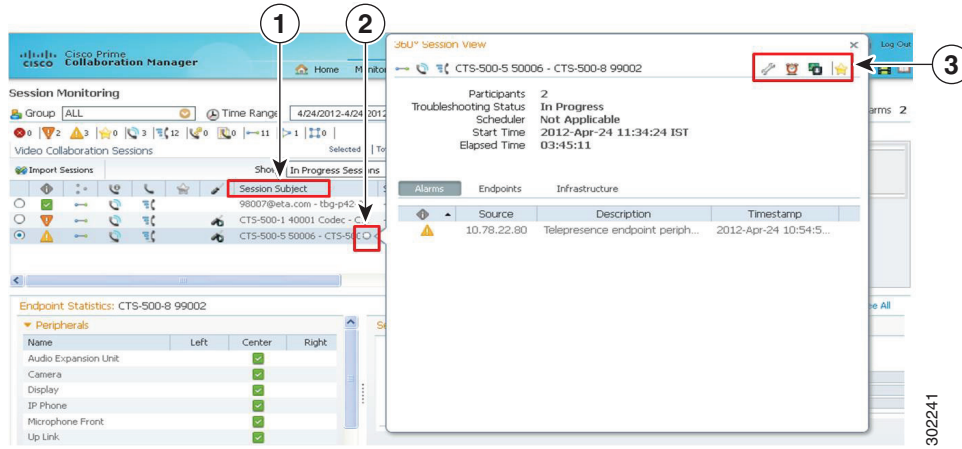 1
2
3
cisco
Cisco Prime
Collaboration Manager
Home
Monitor
Log Out
Session Monitoring
Group ALL
Time Range 4/24/2012-4/24
2012
Alarms 2
0 2 3 0 3 12 0 0 11 1 0
Video Collaboration Sessions
Selected
Import Sessions
Show In Progress Sessions
Session Subject
98007@eta.com - tbg-p42
CTS-500-1 40001 Codec - C
CTS-500-5 50006 - CTS-500
360° Session View
CTS-500-5 50006 - CTS-500-8 99002
Participants 2
Troubleshooting Status In Progress
Scheduler Not Applicable
Start Time 2012-Apr-24 11:34:24 IST
Elapsed Time 03:45:11
Alarms Endpoints Infrastructure
Source Description Timestamp
10.78.22.80 Telepresence endpoint periph... 2012-Apr-24 10:54:5...
Endpoint Statistics: CTS-500-8 99002
See All
Peripherals
Name Left Center Right
Audio Expansion Unit
Camera
Display
IP Phone
Microphone Front
Up Link
302241